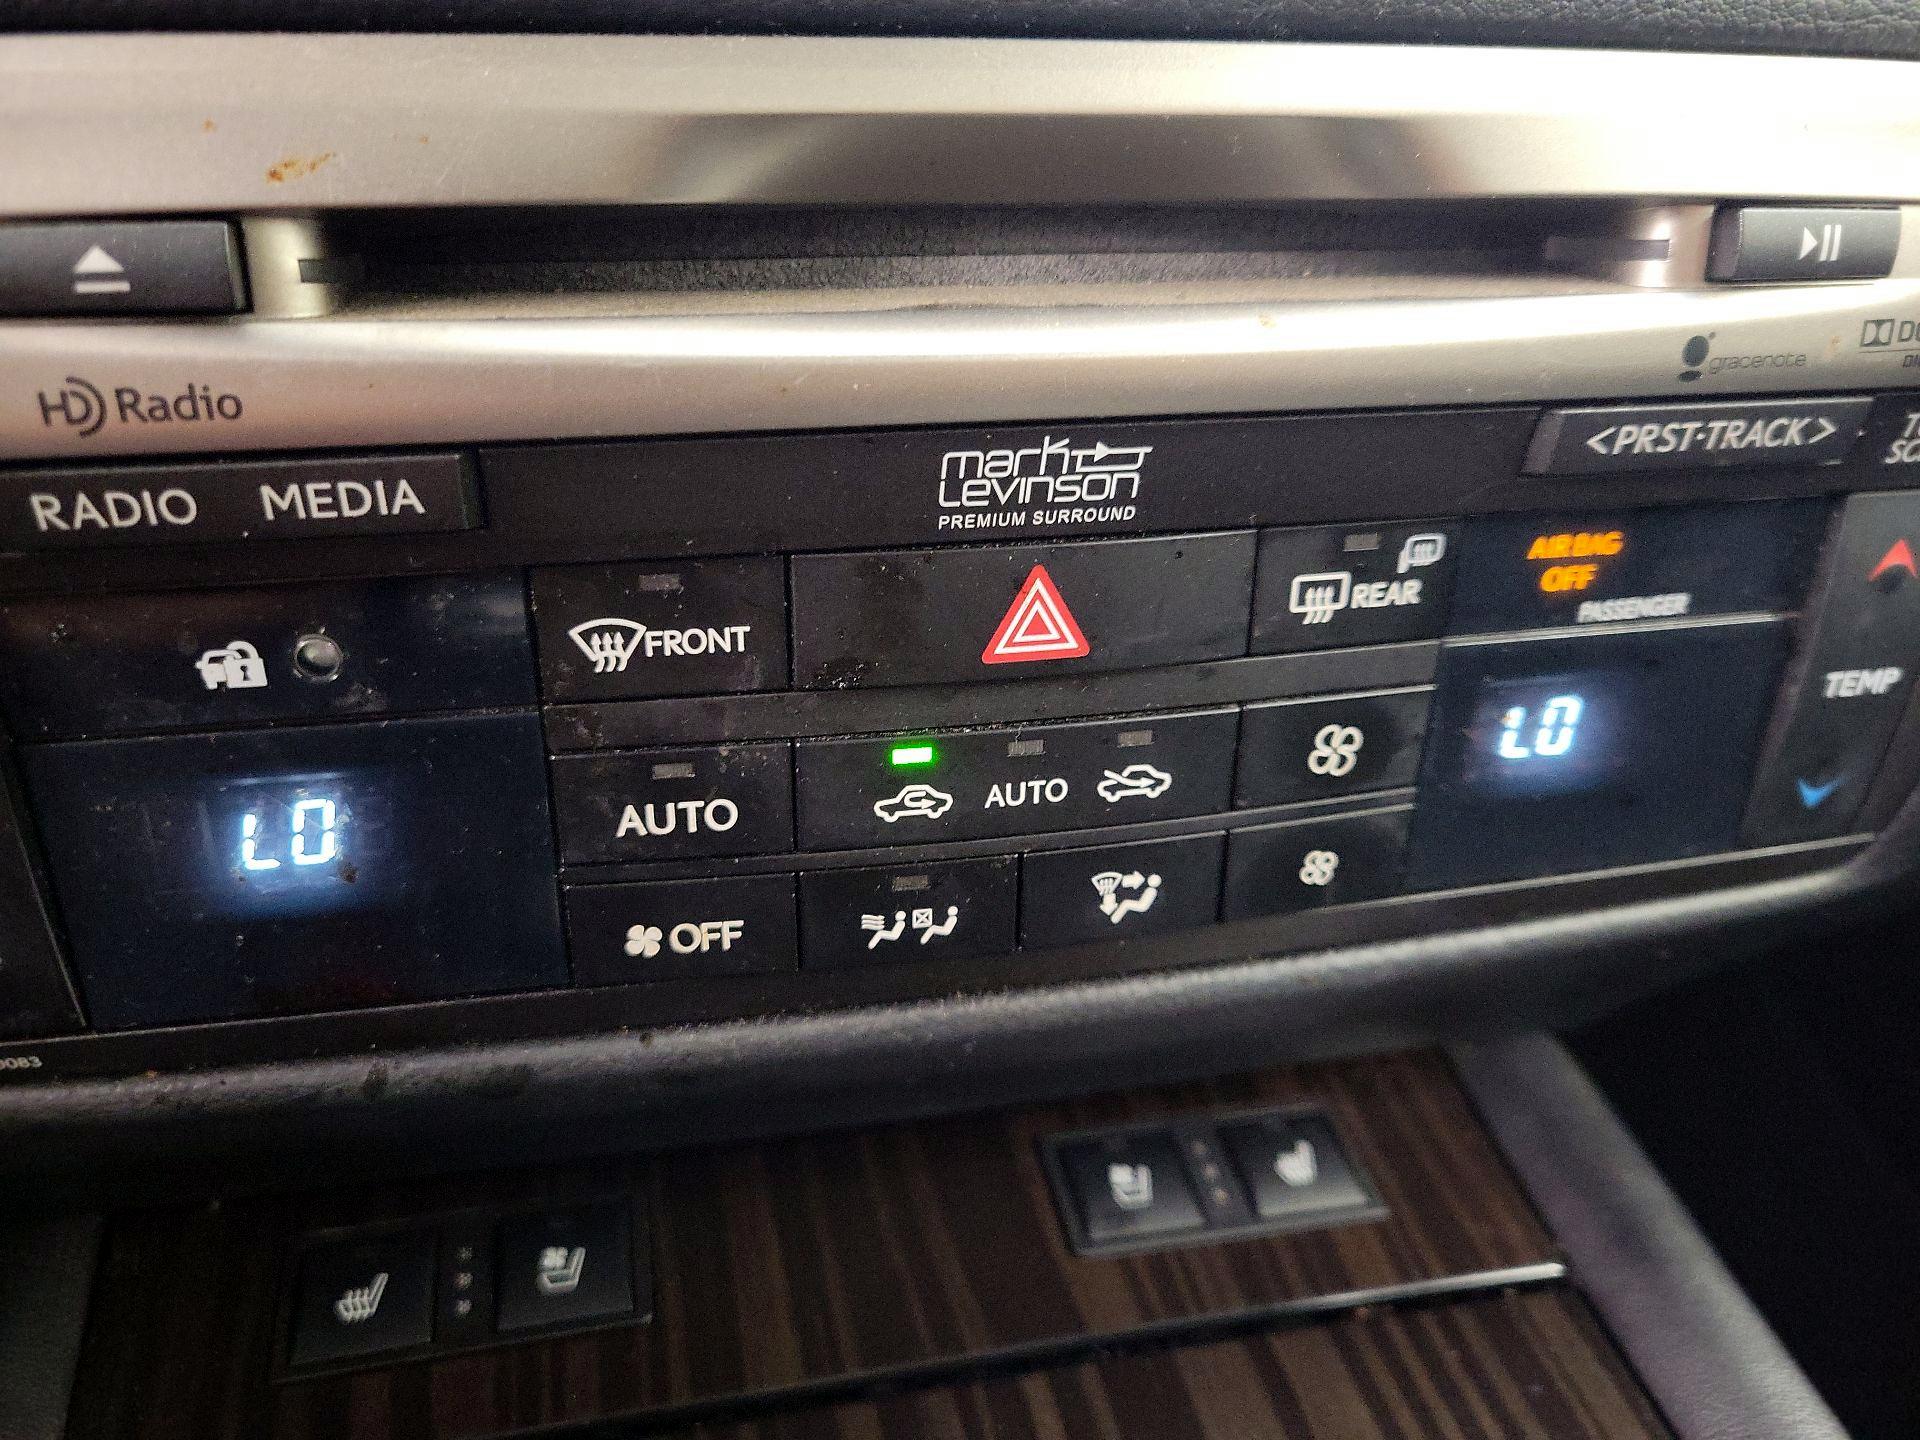 HD Radio
gracenote
RADIO MEDIA
mark
LEVINSON
PREMIUM SURROUND
<PRST·TRACK>
FRONT
REAR
AIR BAG
OFF
PASSENGER
TEMP
LO
LO
AUTO
AUTO
OFF